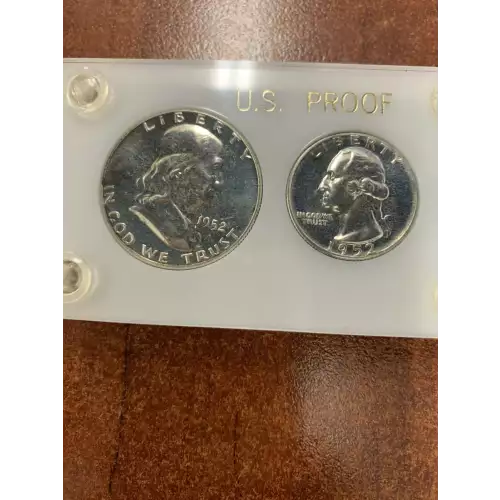 U.S. PROOF
LIBERTY
1952
IN GOD WE TRUST
LIBERTY
IN GOD WE
TRUST
1952